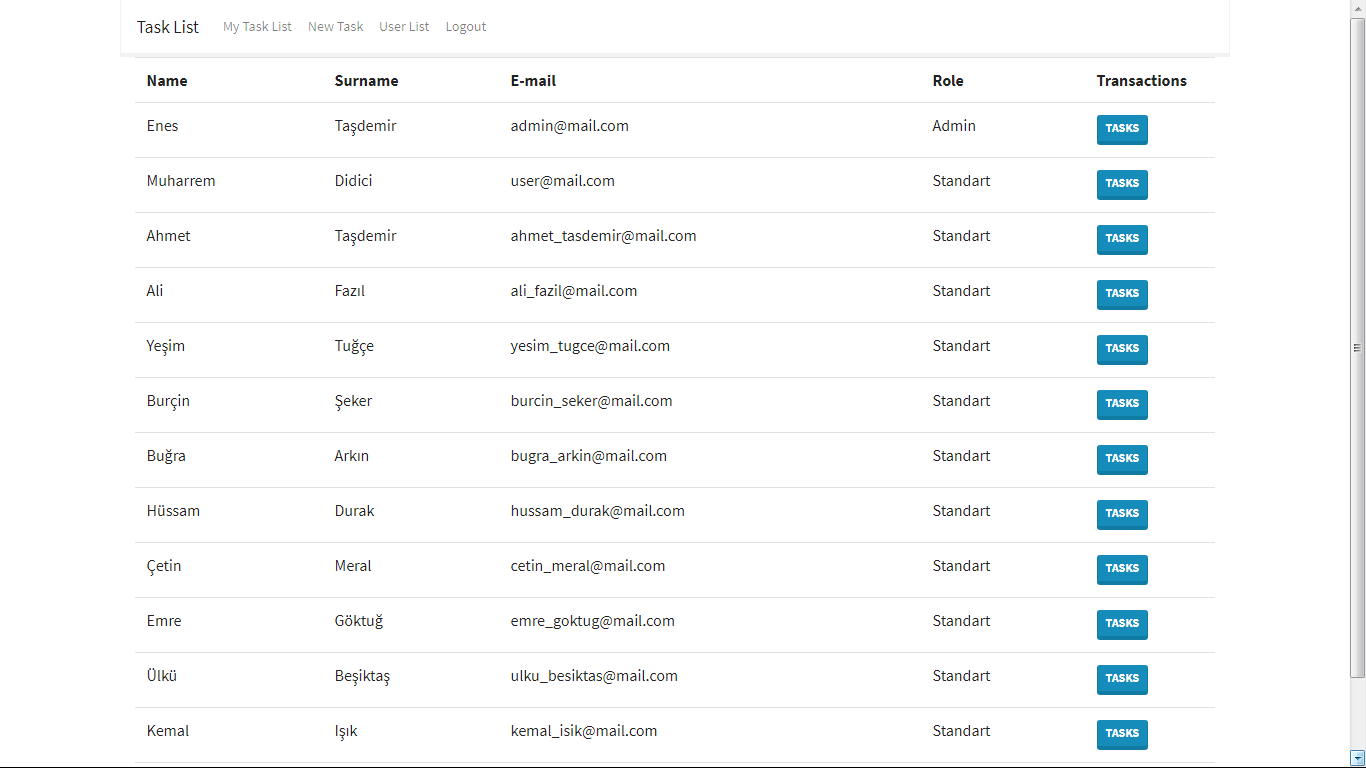 Task List My Task List New Task User List Logout
Name Surname E-mail Role Transactions
Enes Taşdemir admin@mail.com Admin TASKS
Muharrem Didici user@mail.com Standart TASKS
Ahmet Taşdemir ahmet_tasdemir@mail.com Standart TASKS
Ali Fazıl ali_fazil@mail.com Standart TASKS
Yeşim Tuğçe yesim_tugce@mail.com Standart TASKS
Burçin Şeker burcin_seker@mail.com Standart TASKS
Buğra Arkın bugra_arkin@mail.com Standart TASKS
Hüssam Durak hussam_durak@mail.com Standart TASKS
Çetin Meral cetin_meral@mail.com Standart TASKS
Emre Göktuğ emre_goktug@mail.com Standart TASKS
Ülkü Beşiktaş ulku_besiktas@mail.com Standart TASKS
Kemal Işık kemal_isik@mail.com Standart TASKS